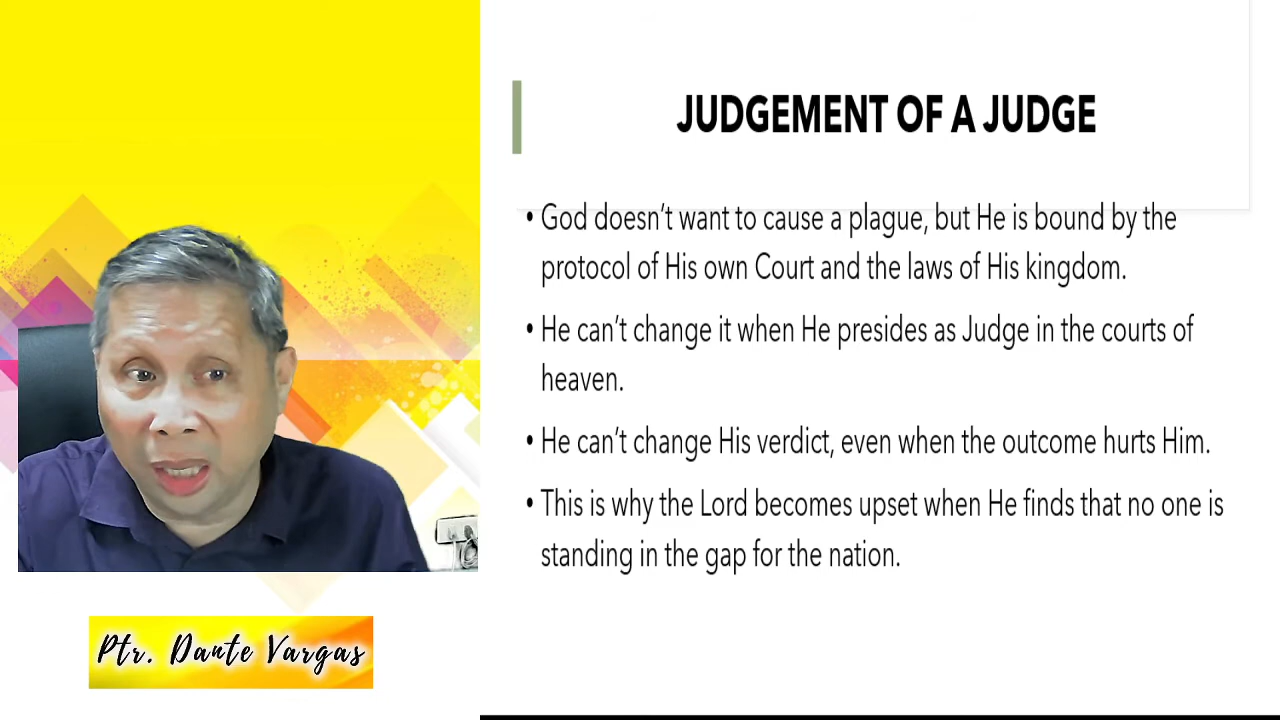 JUDGEMENT OF A JUDGE
• God doesn't want to cause a plague, but He is bound by the
protocol of His own Court and the laws of His kingdom.
• He can't change it when He presides as Judge in the courts of
heaven.
• He can't change His verdict, even when the outcome hurts Him.
• This is why the Lord becomes upset when He finds that no one is
standing in the gap for the nation.
Ptr. Dante Vargas